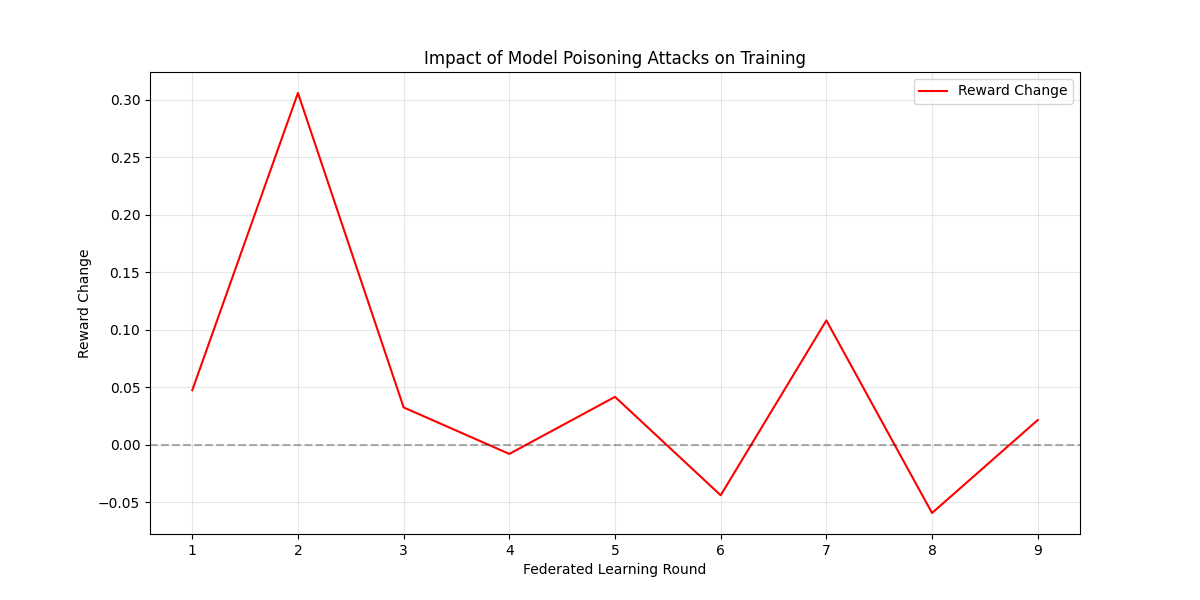 Impact of Model Poisoning Attacks on Training
Reward Change
0.30
0.25
0.20
0.15
0.10
0.05
0.00
−0.05
Reward Change
1 2 3 4 5 6 7 8 9
Federated Learning Round